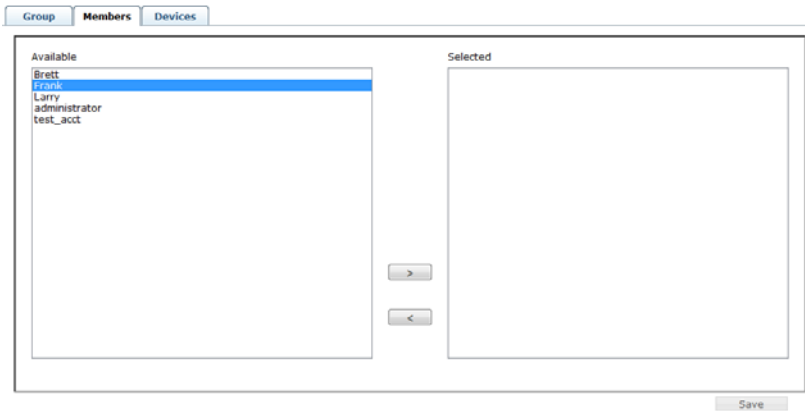 Group Members Devices
Available Selected
Brett
Frank
Larry
administrator
test_acct
>
<
Save